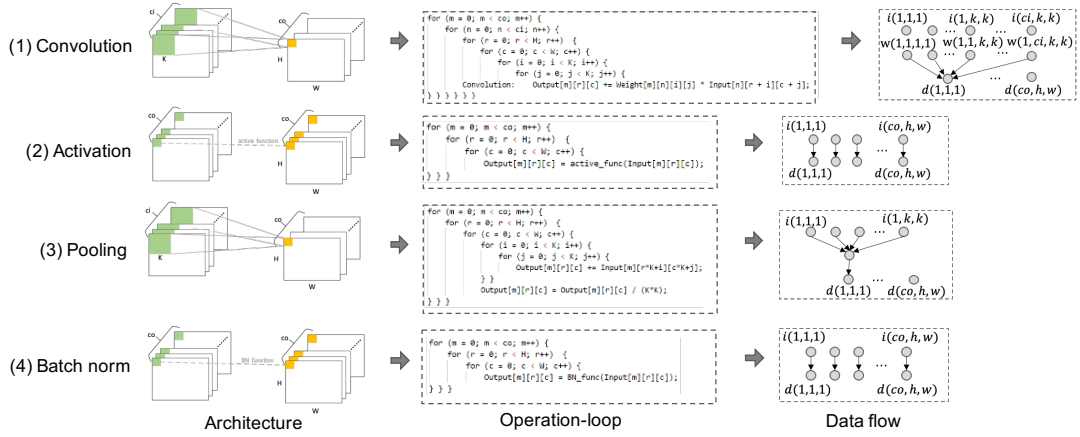 (1) Convolution
ci
K
co
H
W
for (m = 0; m < co; m++) {
for (n = 0; n < ci; n++) {
for (r = 0; r < H; r++) {
for (c = 0; c < W; c++) {
for (i = 0; i < K; i++) {
for (j = 0; j < K; j++) {
Convolution: Output[m][r][c] += Weight[m][n][i][j] * Input[n][r + i][c + j];
} } } } } }
i(1,1,1) i(1,k,k) i(ci,k,k)
... ...
w(1,1,1,1) w(1,1,k,k) w(1,ci,k,k)
... ...
...
d(1,1,1) d(co,h,w)
(2) Activation
co
active function
co
H
W
for (m = 0; m < co; m++) {
for (r = 0; r < H; r++) {
for (c = 0; c < W; c++) {
Output[m][r][c] = active_func(Input[m][r][c]);
} } }
i(1,1,1) i(co,h,w)
...
d(1,1,1) d(co,h,w)
(3) Pooling
ci
K
co
H
W
for (m = 0; m < co; m++) {
for (r = 0; r < H; r++) {
for (c = 0; c < W; c++) {
for (i = 0; i < K; i++) {
for (j = 0; j < K; j++) {
Output[m][r][c] += Input[m][r*K+i][c*K+j];
} }
Output[m][r][c] = Output[m][r][c] / (K*K);
} } }
i(1,1,1) i(1,k,k)
...
...
d(1,1,1) d(co,h,w)
(4) Batch norm
co
BN function
co
H
W
for (m = 0; m < co; m++) {
for (r = 0; r < H; r++) {
for (c = 0; c < W; c++) {
Output[m][r][c] = BN_func(Input[m][r][c]);
} } }
i(1,1,1) i(co,h,w)
...
d(1,1,1) d(co,h,w)
Architecture Operation-loop Data flow